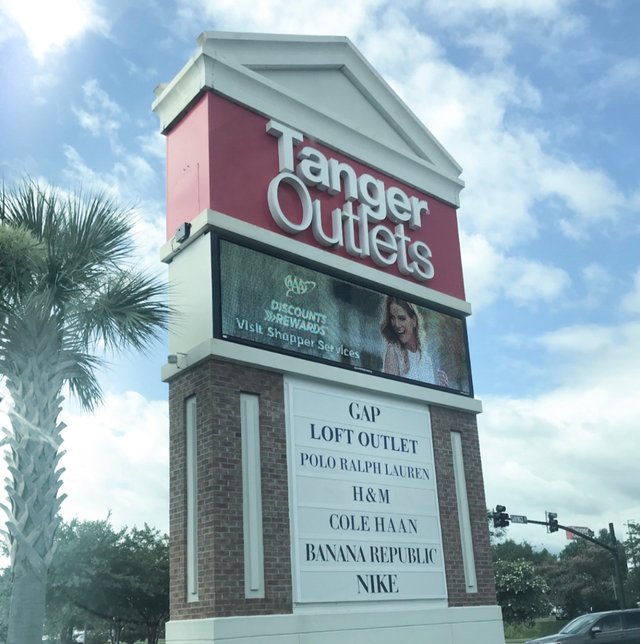 Tanger
Outlets
AAA
DISCOUNTS
REWARDS
Visit Shopper Services
GAP
LOFT OUTLET
POLO RALPH LAUREN
H&M
COLE HAAN
BANANA REPUBLIC
NIKE